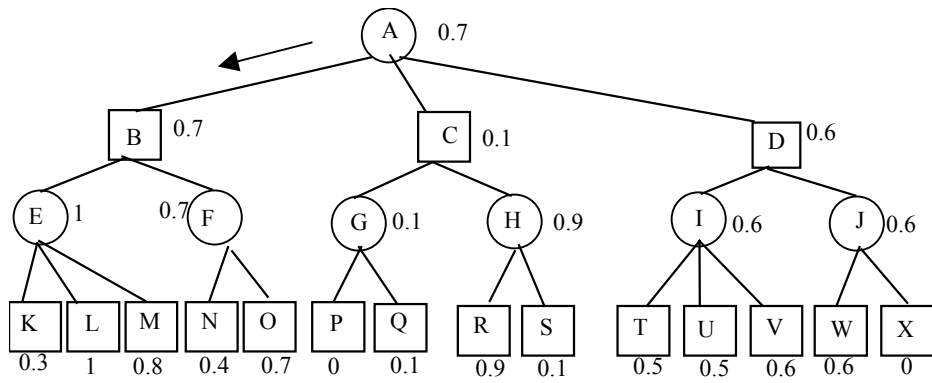 A 0.7
B 0.7 C 0.1 D 0.6
E 1 0.7 F G 0.1 H 0.9 I 0.6 J 0.6
K L M N O P Q R S T U V W X
0.3 1 0.8 0.4 0.7 0 0.1 0.9 0.1 0.5 0.5 0.6 0.6 0